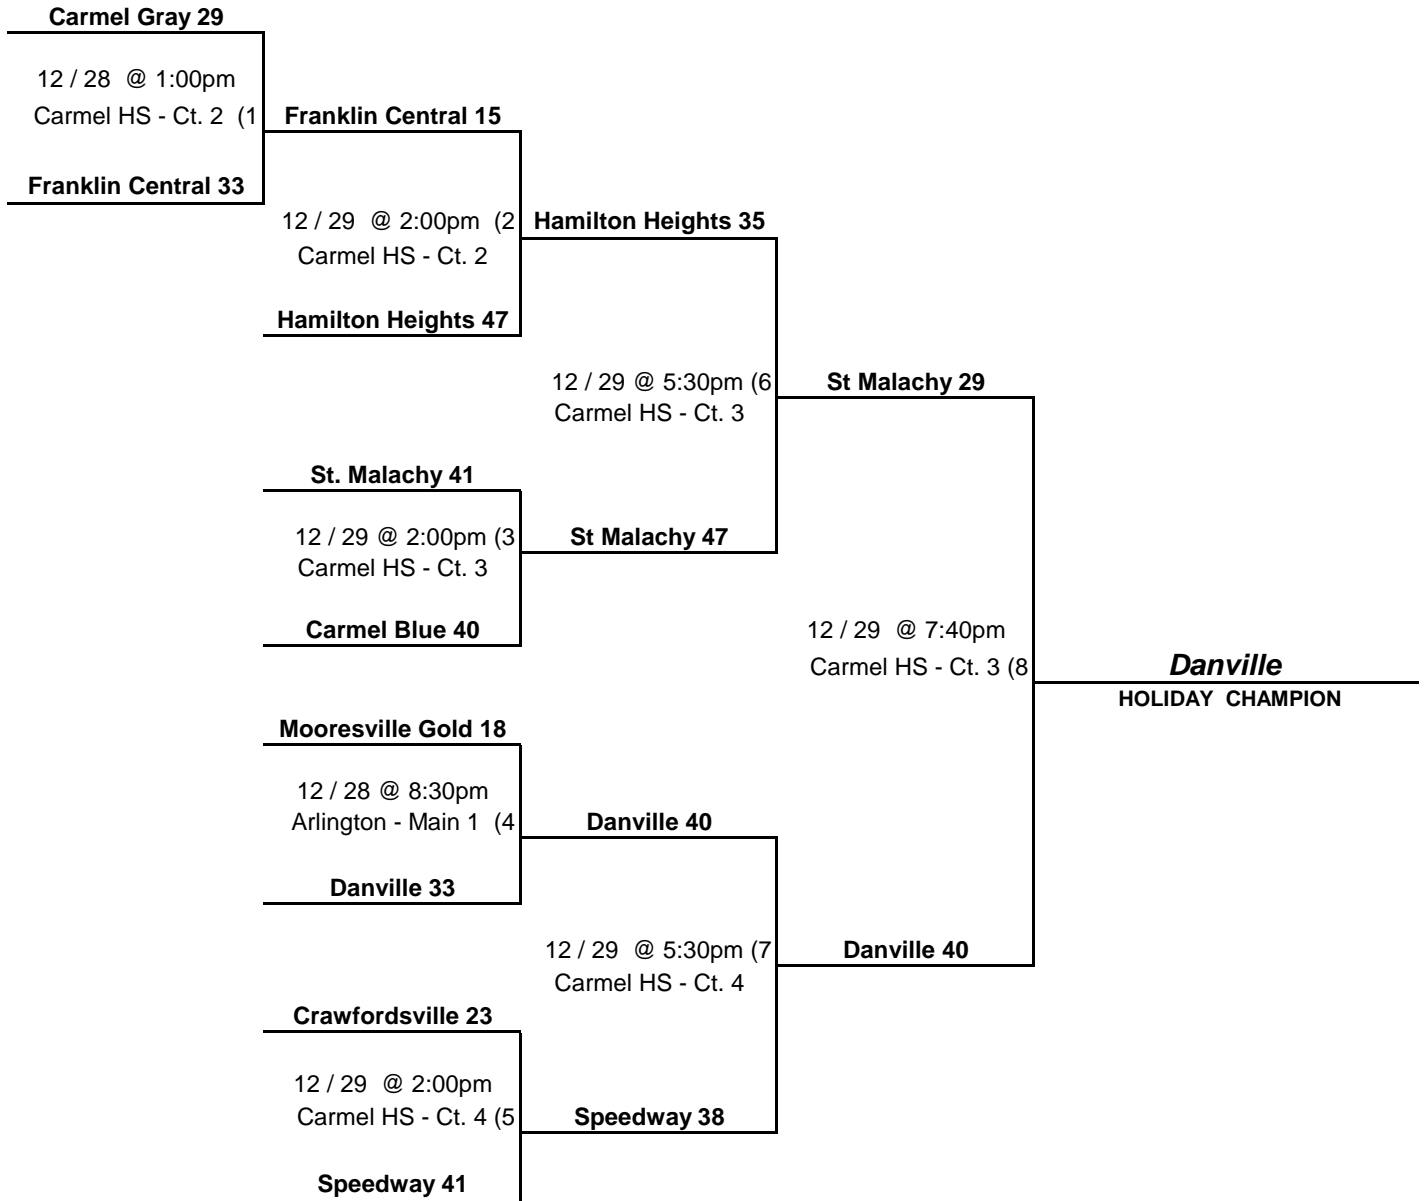 Carmel Gray 29
12 / 28 @ 1:00pm
Carmel HS - Ct. 2 (1
Franklin Central 33
Franklin Central 15
12 / 29 @ 2:00pm (2
Carmel HS - Ct. 2
Hamilton Heights 47
Hamilton Heights 35
12 / 29 @ 5:30pm (6
Carmel HS - Ct. 3
St. Malachy 41
12 / 29 @ 2:00pm (3
Carmel HS - Ct. 3
Carmel Blue 40
St Malachy 47
St Malachy 29
12 / 29 @ 7:40pm
Carmel HS - Ct. 3 (8
Danville
HOLIDAY CHAMPION
Mooresville Gold 18
12 / 28 @ 8:30pm
Arlington - Main 1 (4
Danville 33
Danville 40
12 / 29 @ 5:30pm (7
Carmel HS - Ct. 4
Danville 40
Crawfordsville 23
12 / 29 @ 2:00pm
Carmel HS - Ct. 4 (5
Speedway 41
Speedway 38